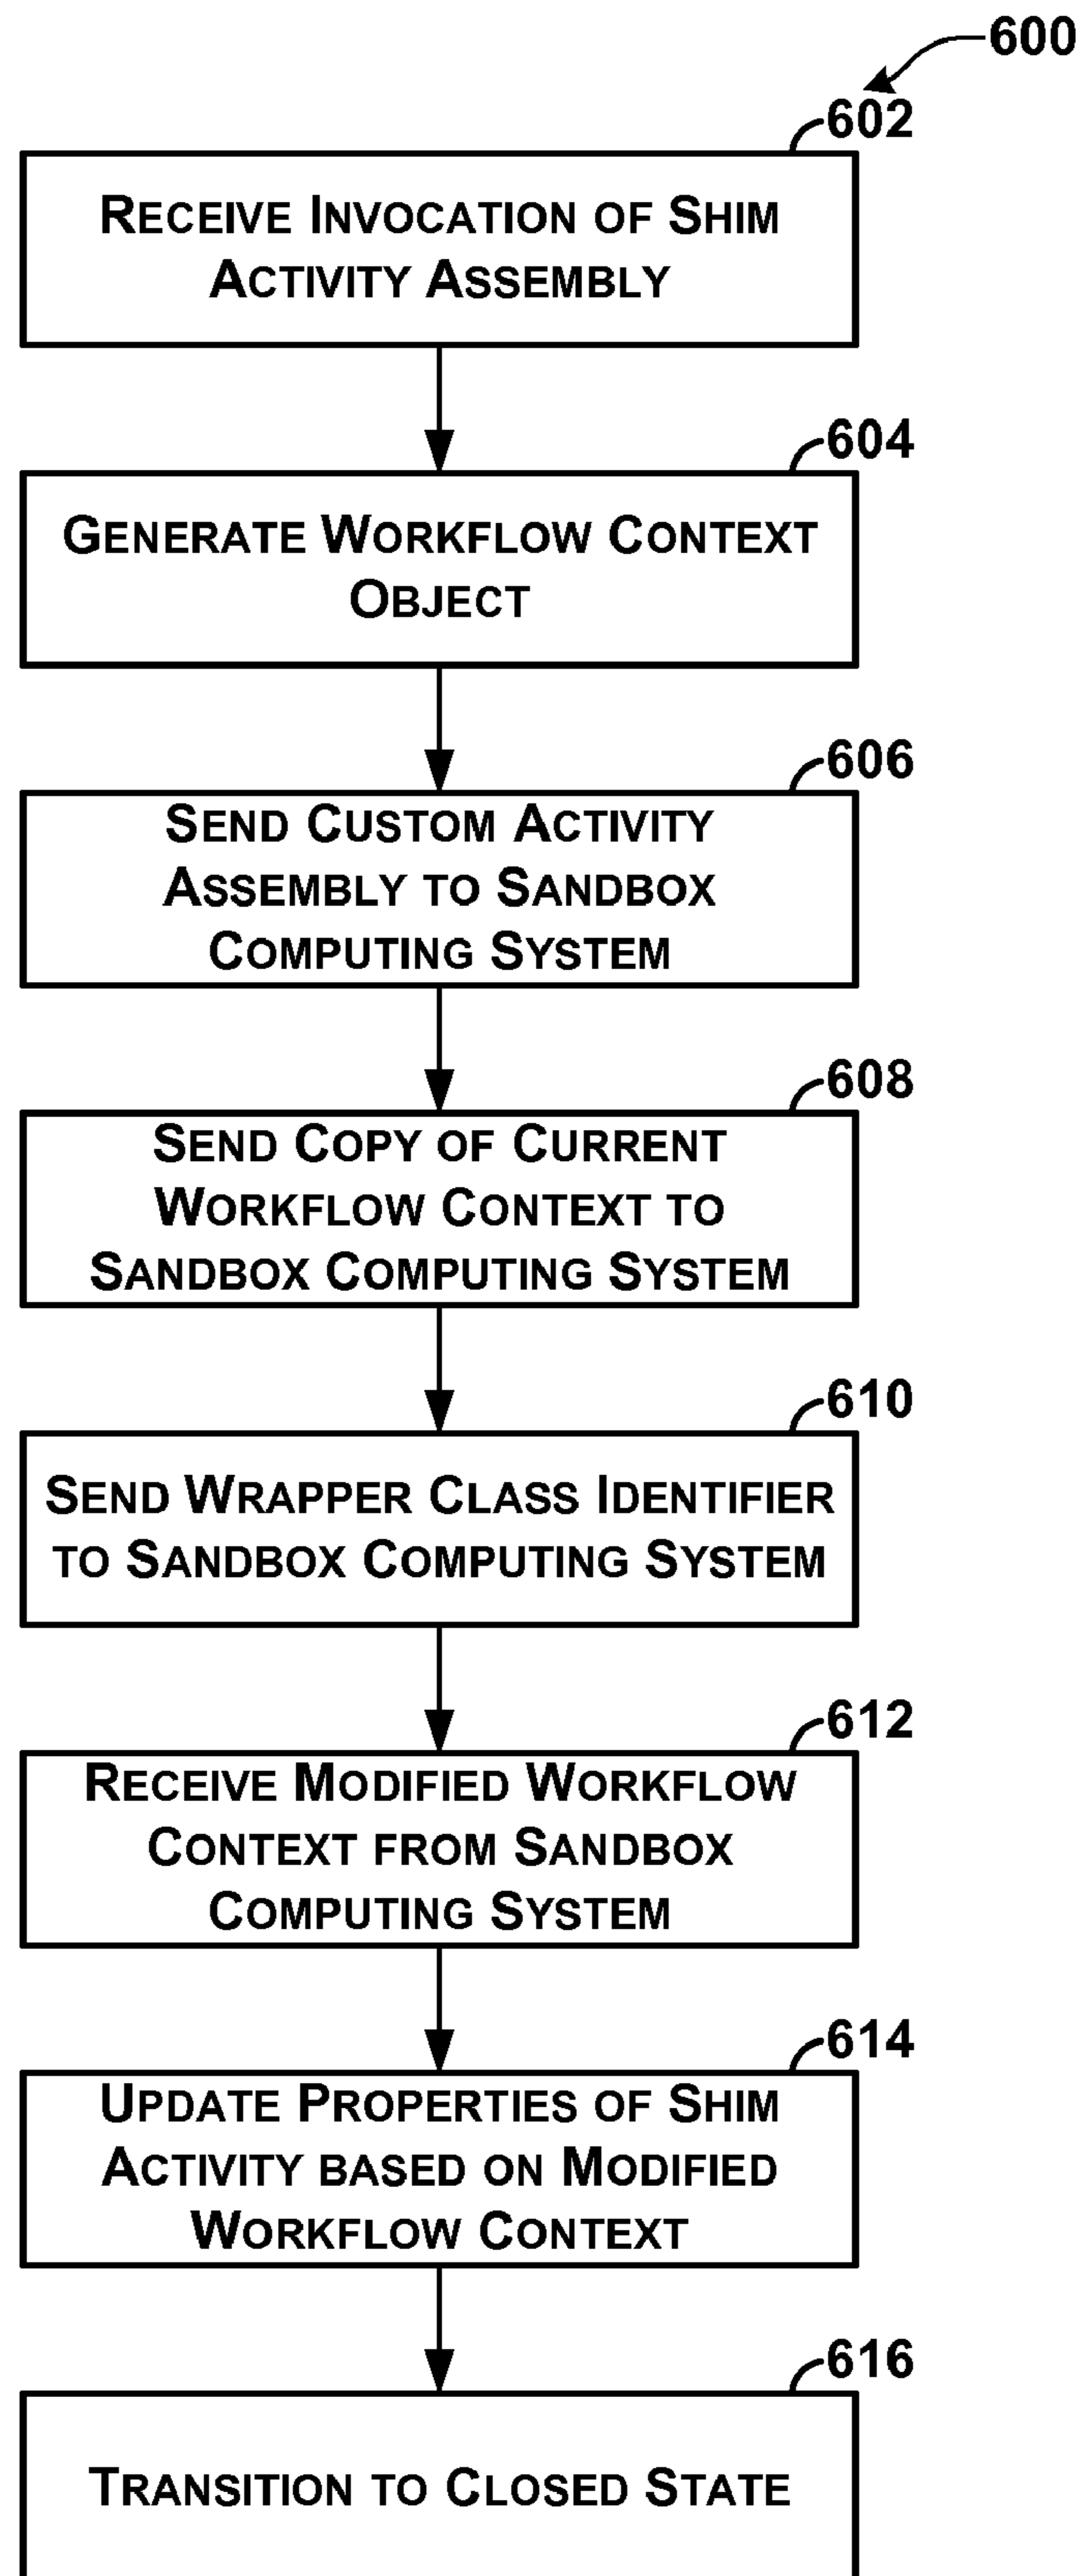 600
602
RECEIVE INVOCATION OF SHIM
ACTIVITY ASSEMBLY
604
GENERATE WORKFLOW CONTEXT
OBJECT
606
SEND CUSTOM ACTIVITY
ASSEMBLY TO SANDBOX
COMPUTING SYSTEM
608
SEND COPY OF CURRENT
WORKFLOW CONTEXT TO
SANDBOX COMPUTING SYSTEM
610
SEND WRAPPER CLASS IDENTIFIER
TO SANDBOX COMPUTING SYSTEM
612
RECEIVE MODIFIED WORKFLOW
CONTEXT FROM SANDBOX
COMPUTING SYSTEM
614
UPDATE PROPERTIES OF SHIM
ACTIVITY BASED ON MODIFIED
WORKFLOW CONTEXT
616
TRANSITION TO CLOSED STATE